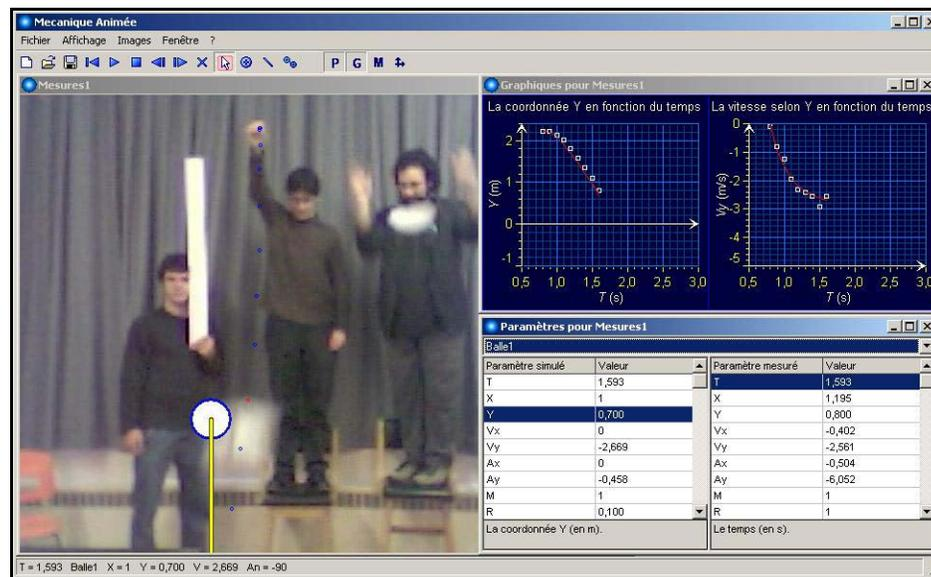 Mecanique Animée
Fichier Affichage Images Fenêtre ?
P G M
Mesures1
Graphiques pour Mesures1
La coordonnée Y en fonction du temps
2
1
0
-1
Y (m)
0,5 1,0 1,5 2,0 2,5 3,0
T (s)
La vitesse selon Y en fonction du temps
0
-1
-2
-3
-4
-5
Vy (m/s)
0,5 1,0 1,5 2,0 2,5 3,0
T (s)
Paramètres pour Mesures1
Balle1
Paramètre simulé Valeur
T 1,593
X 1
Y 0,700
Vx 0
Vy -2,669
Ax 0
Ay -0,458
M 1
R 0,100
La coordonnée Y (en m).
Paramètre mesuré Valeur
T 1,593
X 1,195
Y 0,800
Vx -0,402
Vy -2,561
Ax -0,504
Ay -6,052
M 1
R 1
Le temps (en s).
T = 1,593 Balle1 X = 1 Y = 0,700 V = 2,669 An = -90